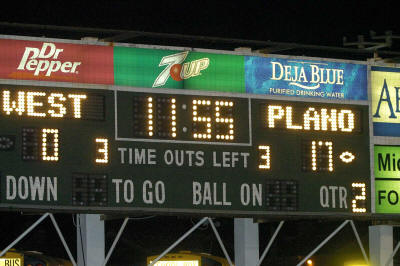 Dr Pepper
7UP
DEJA BLUE
PURIFIED DRINKING WATER
WEST
11:55
PLANO
0
3
TIME OUTS LEFT
3
DOWN
TO GO
BALL ON
QTR 2
BUS